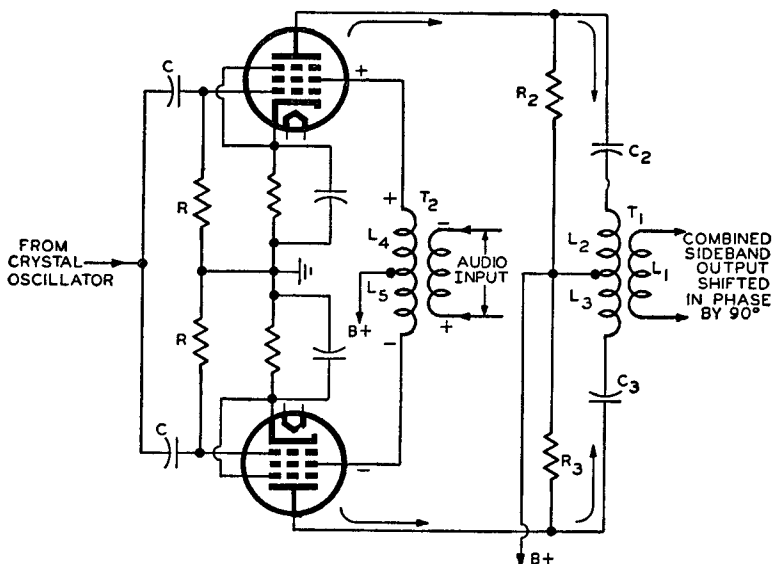 C
+
R2
C2
R
+
T2
−
T1
FROM
CRYSTAL
OSCILLATOR
L4
AUDIO
INPUT
L2
L1
COMBINED
SIDEBAND
OUTPUT
SHIFTED
IN PHASE
BY 90°
L5
B+
L3
R
−
+
C3
C
−
R3
B+